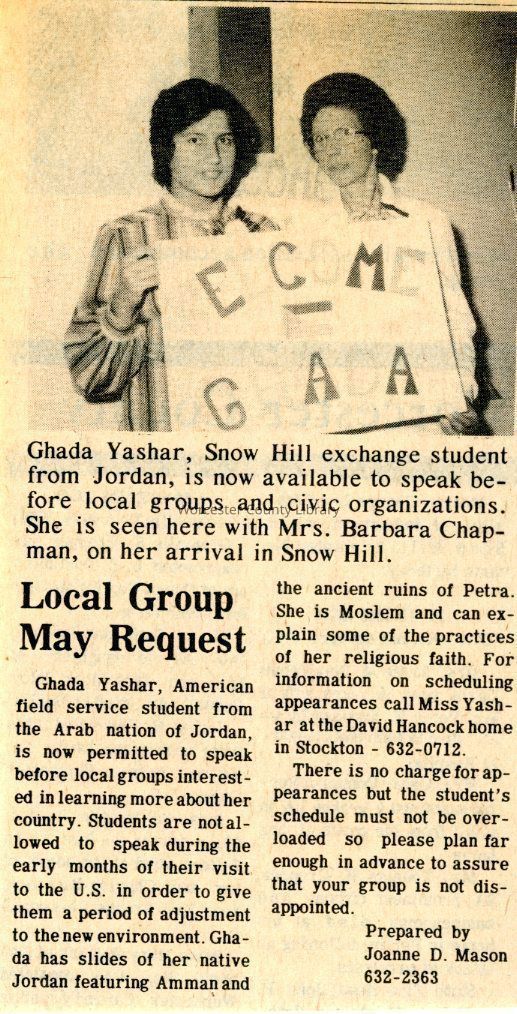 E C O M E
G A A
Ghada Yashar, Snow Hill exchange student
from Jordan, is now available to speak be-
fore local groups and civic organizations.
Worcester County Library
She is seen here with Mrs. Barbara Chap-
man, on her arrival in Snow Hill.
Local Group
May Request
Ghada Yashar, American
field service student from
the Arab nation of Jordan,
is now permitted to speak
before local groups interest-
ed in learning more about her
country. Students are not al-
lowed to speak during the
early months of their visit
to the U.S. in order to give
them a period of adjustment
to the new environment. Gha-
da has slides of her native
Jordan featuring Amman and
the ancient ruins of Petra.
She is Moslem and can ex-
plain some of the practices
of her religious faith. For
information on scheduling
appearances call Miss Yash-
ar at the David Hancock home
in Stockton - 632-0712.
There is no charge for ap-
pearances but the student's
schedule must not be over-
loaded so please plan far
enough in advance to assure
that your group is not dis-
appointed.
Prepared by
Joanne D. Mason
632-2363